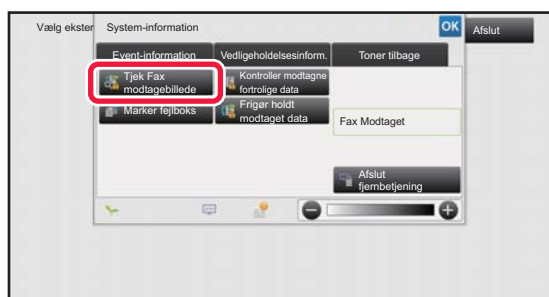 Vælg ekster
System-information
OK
Afslut
Event-information
Vedligeholdelsesinform.
Toner tilbage
Tjek Fax
modtagebillede
Kontroller modtagne
fortrolige data
Marker fejlboks
Frigør holdt
modtaget data
Fax Modtaget
Afslut
fjernbetjening